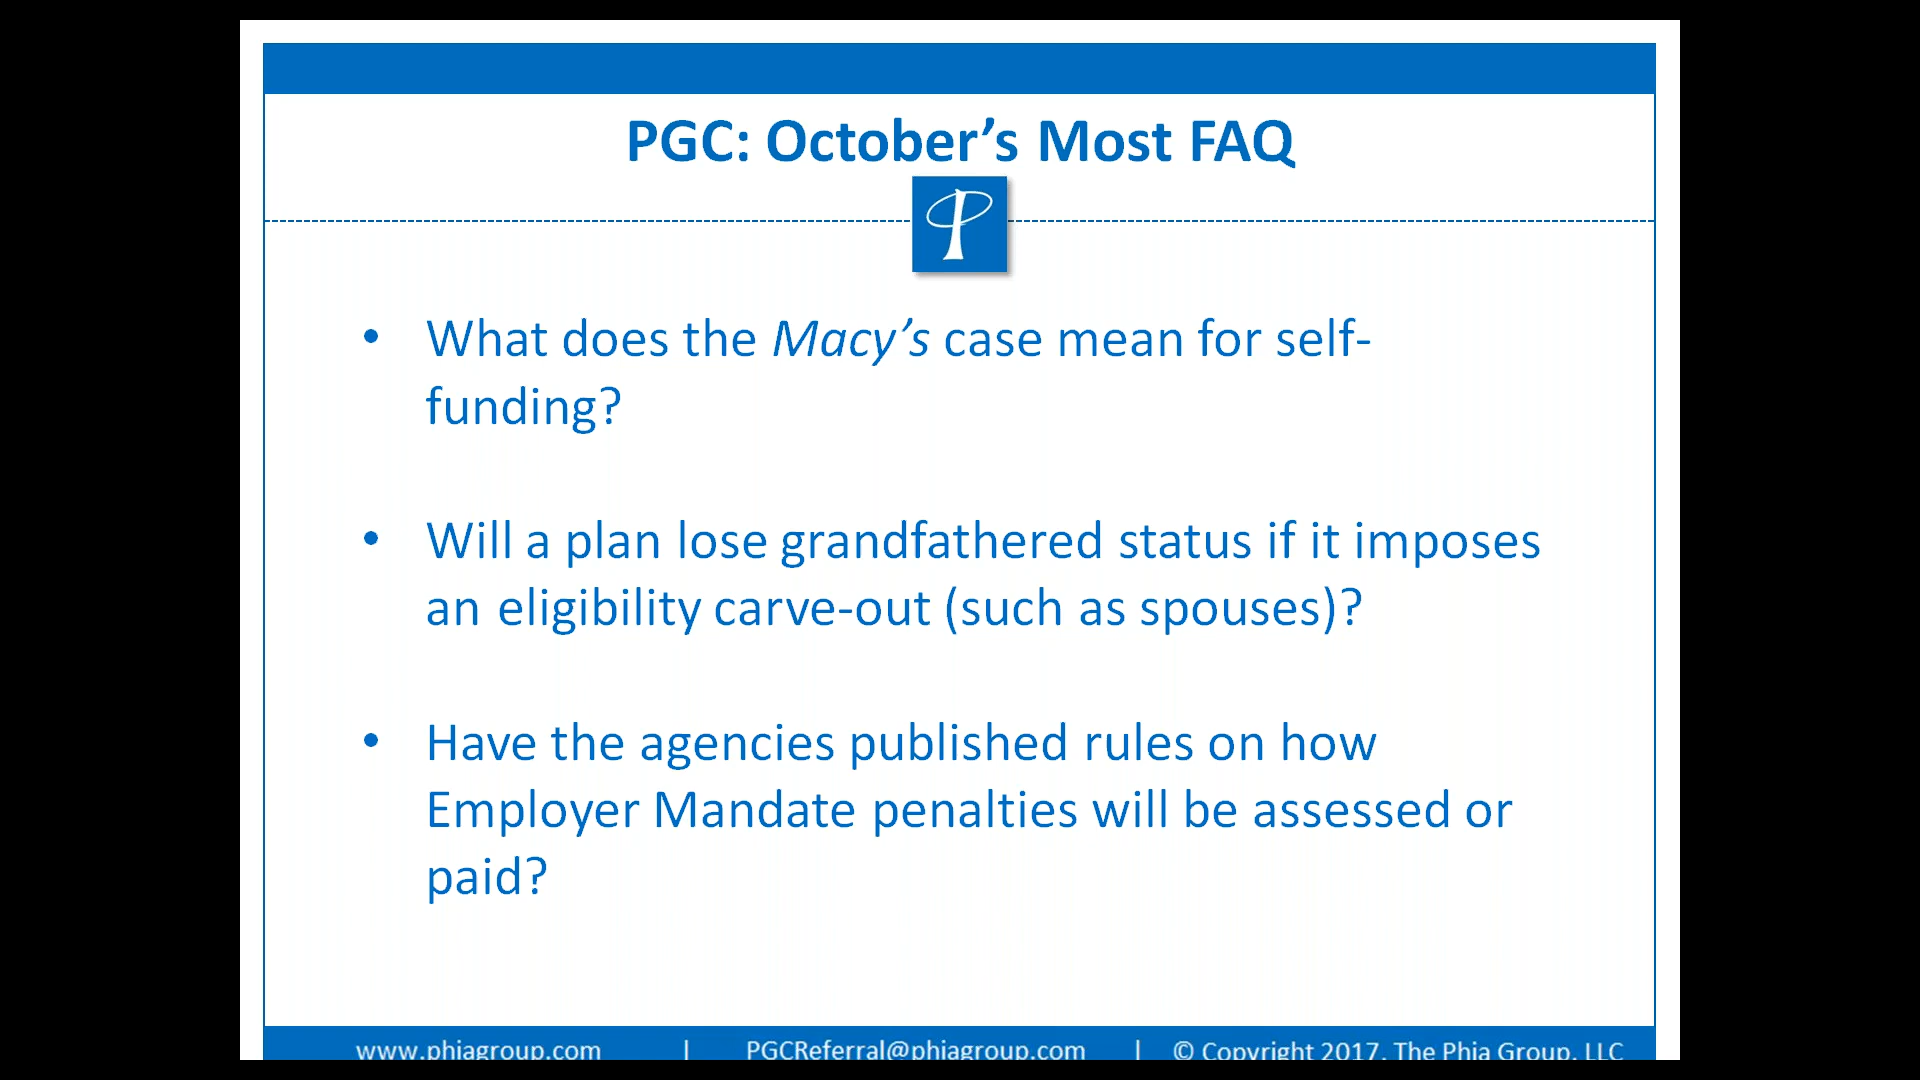 PGC: October’s Most FAQ
• What does the Macy’s case mean for self-
funding?
• Will a plan lose grandfathered status if it imposes
an eligibility carve-out (such as spouses)?
• Have the agencies published rules on how
Employer Mandate penalties will be assessed or
paid?
www.phiagroup.com | PGCReferral@phiagroup.com | © Copyright 2017. The Phia Group, LLC